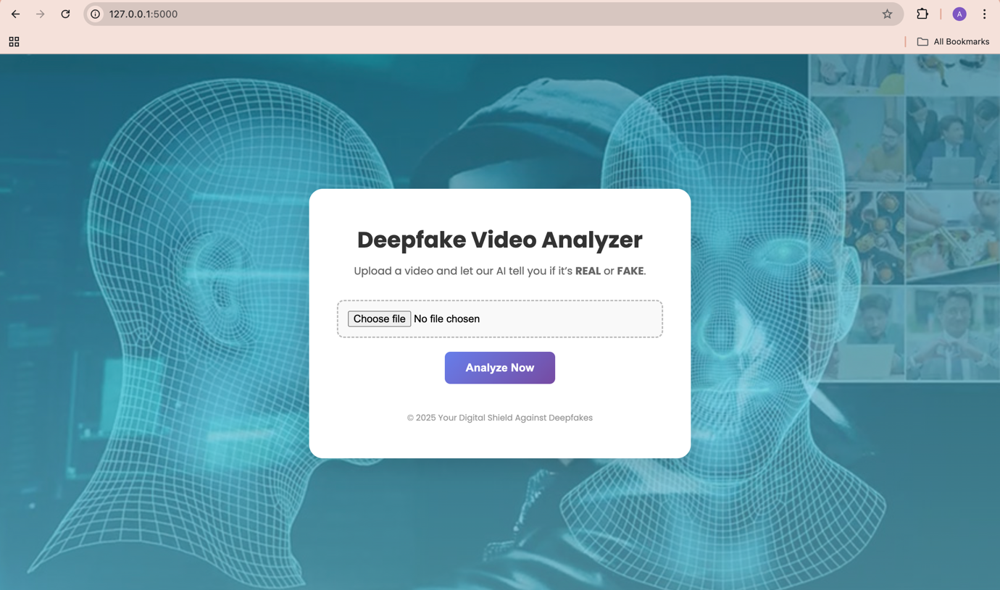 127.0.0.1:5000
A
All Bookmarks
Deepfake Video Analyzer
Upload a video and let our AI tell you if it’s REAL or FAKE.
Choose file No file chosen
Analyze Now
© 2025 Your Digital Shield Against Deepfakes